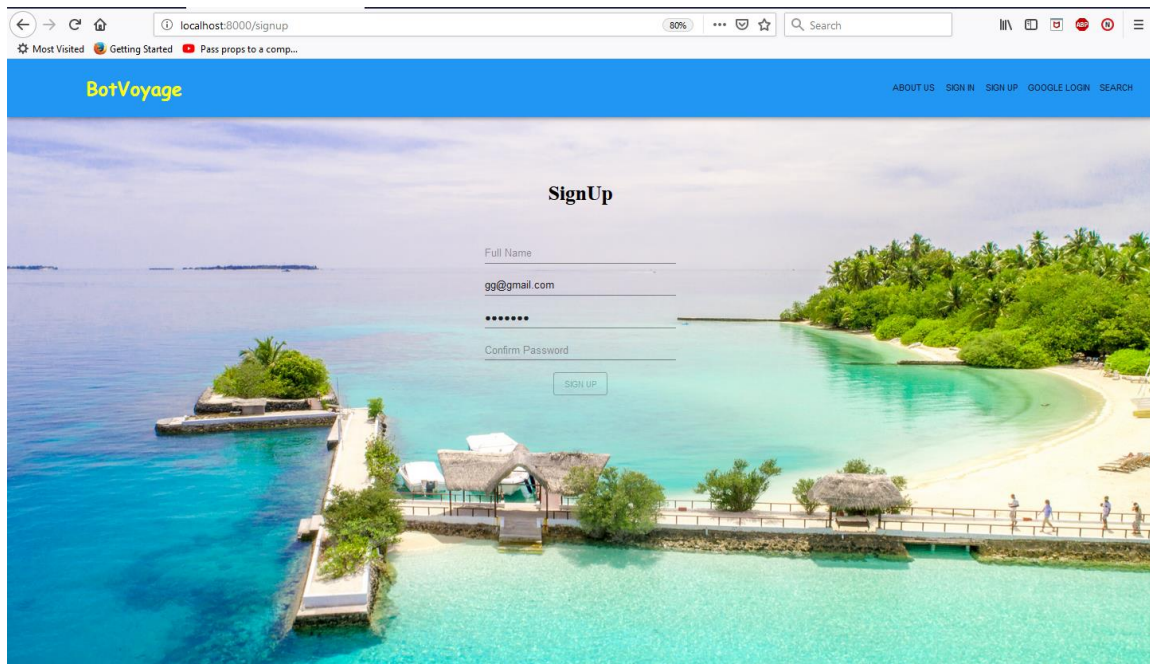 localhost:8000/signup
80%
Search
Most Visited
Getting Started
Pass props to a comp...
BotVoyage
ABOUT US SIGN IN SIGN UP GOOGLE LOGIN SEARCH
SignUp
Full Name
gg@gmail.com
•••••••
Confirm Password
SIGN UP